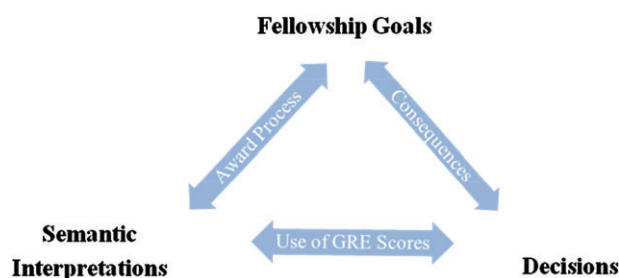 Fellowship Goals
Award Process
Consequences
Semantic
Interpretations
Use of GRE Scores
Decisions